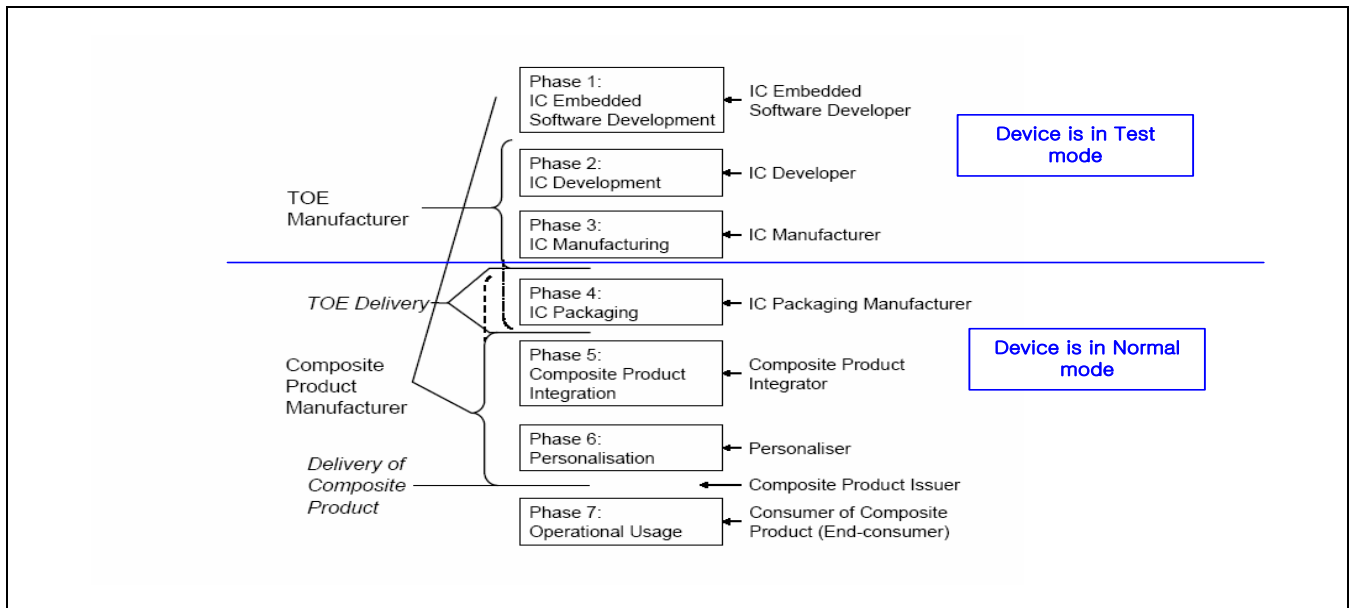 Phase 1:
IC Embedded
Software Development
IC Embedded
Software Developer
Device is in Test
mode
Phase 2:
IC Development
IC Developer
TOE
Manufacturer
Phase 3:
IC Manufacturing
IC Manufacturer
TOE Delivery
Phase 4:
IC Packaging
IC Packaging Manufacturer
Device is in Normal
mode
Composite
Product
Manufacturer
Phase 5:
Composite Product
Integration
Composite Product
Integrator
Phase 6:
Personalisation
Personaliser
Delivery of
Composite
Product
Composite Product Issuer
Phase 7:
Operational Usage
Consumer of Composite
Product (End-consumer)